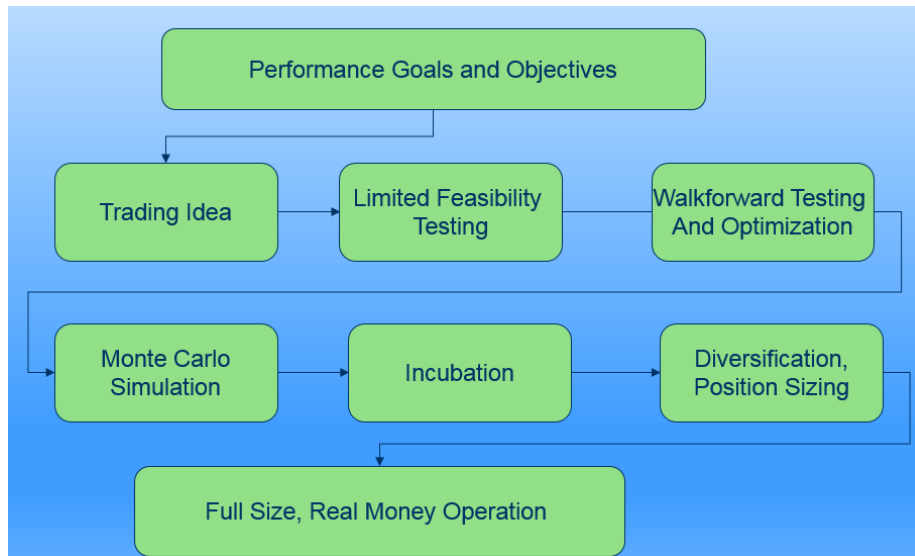 Performance Goals and Objectives
Trading Idea
Limited Feasibility
Testing
Walkforward Testing
And Optimization
Monte Carlo
Simulation
Incubation
Diversification,
Position Sizing
Full Size, Real Money Operation